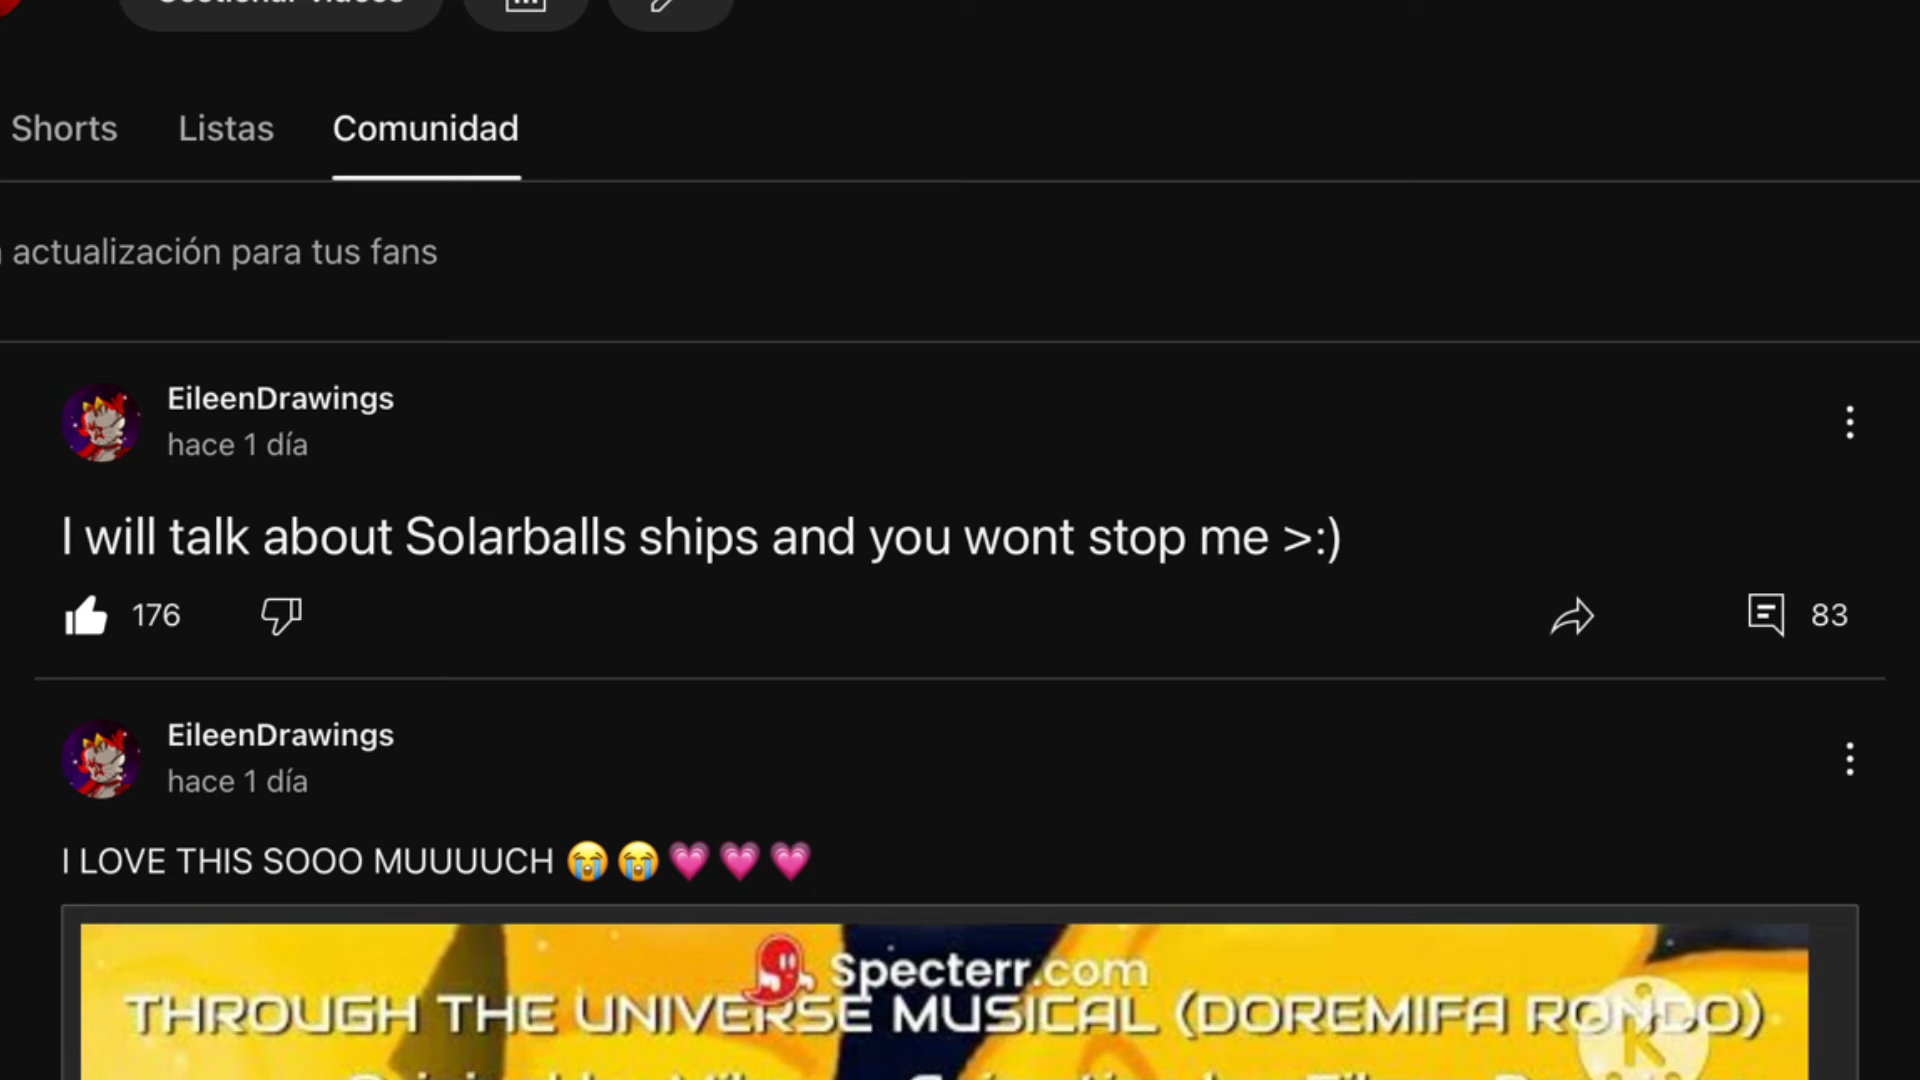 Shorts Listas Comunidad
actualización para tus fans
EileenDrawings
hace 1 día
I will talk about Solarballs ships and you wont stop me >:)
176 83
EileenDrawings
hace 1 día
I LOVE THIS SOOO MUUUUCH 😭😭💗💗💗
Specterr.com
THROUGH THE UNIVERSE MUSICAL (DOREMIFA RONDO)
K